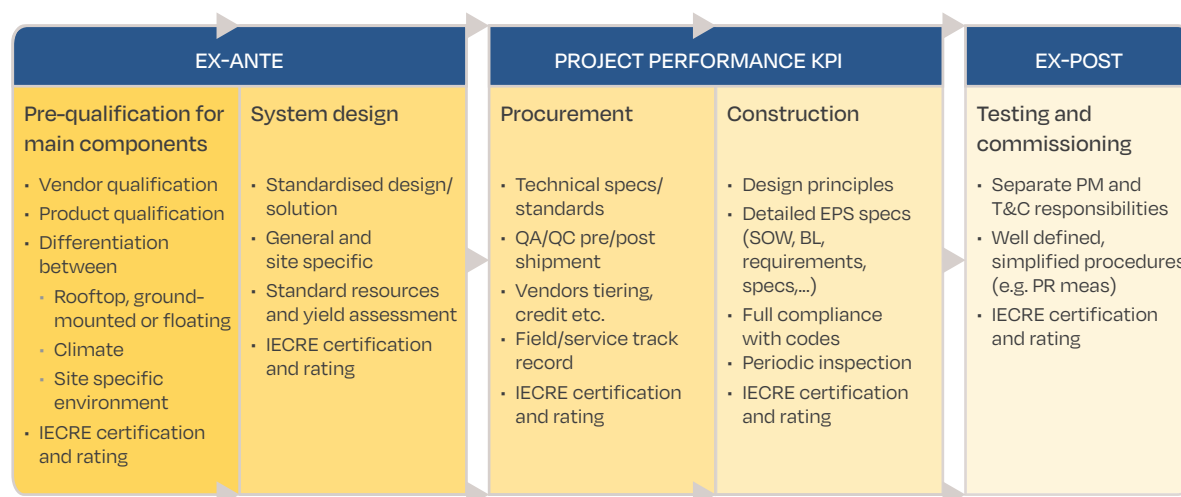 EX-ANTE
PROJECT PERFORMANCE KPI
EX-POST
Pre-qualification for
main components
• Vendor qualification
• Product qualification
• Differentiation
between
• Rooftop, ground-
mounted or floating
• Climate
• Site specific
environment
• IECRE certification
and rating
System design
• Standardised design/
solution
• General and
site specific
• Standard resources
and yield assessment
• IECRE certification
and rating
Procurement
• Technical specs/
standards
• QA/QC pre/post
shipment
• Vendors tiering,
credit etc.
• Field/service track
record
• IECRE certification
and rating
Construction
• Design principles
• Detailed EPS specs
(SOW, BL,
requirements,
specs,...)
• Full compliance
with codes
• Periodic inspection
• IECRE certification
and rating
Testing and
commissioning
• Separate PM and
T&C responsibilities
• Well defined,
simplified procedures
(e.g. PR meas)
• IECRE certification
and rating